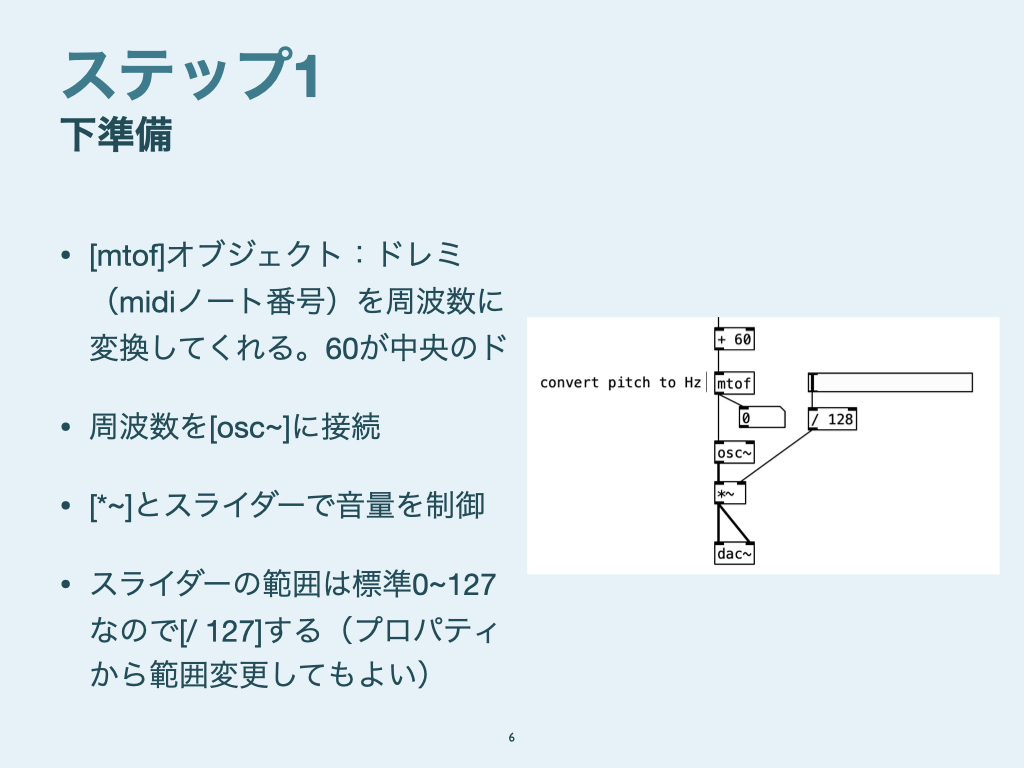 ステップ1
下準備
• [mtof]オブジェクト：ドレミ
（midiノート番号）を周波数に
変換してくれる。60が中央のド
• 周波数を[osc~]に接続
• [*~]とスライダーで音量を制御
• スライダーの範囲は標準0~127
なので[/ 127]する（プロパティ
から範囲変更してもよい）
+ 60
convert pitch to Hz
mtof
0
/ 128
osc~
*~
dac~
6